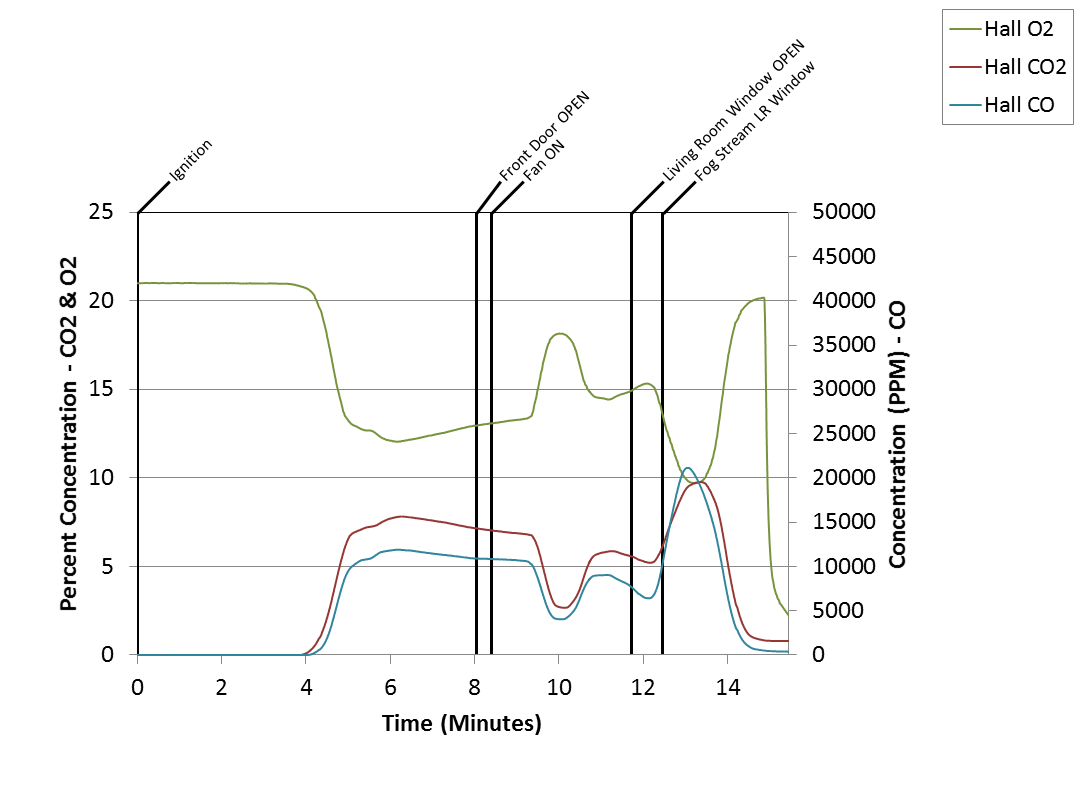 Hall O2
Hall CO2
Hall CO
Ignition
Front Door OPEN
Fan ON
Living Room Window OPEN
Fog Stream LR Window
Percent Concentration - CO2 & O2
25
20
15
10
5
0
50000
45000
40000
35000
30000
25000
20000
15000
10000
5000
0
Concentration (PPM) - CO
0 2 4 6 8 10 12 14
Time (Minutes)